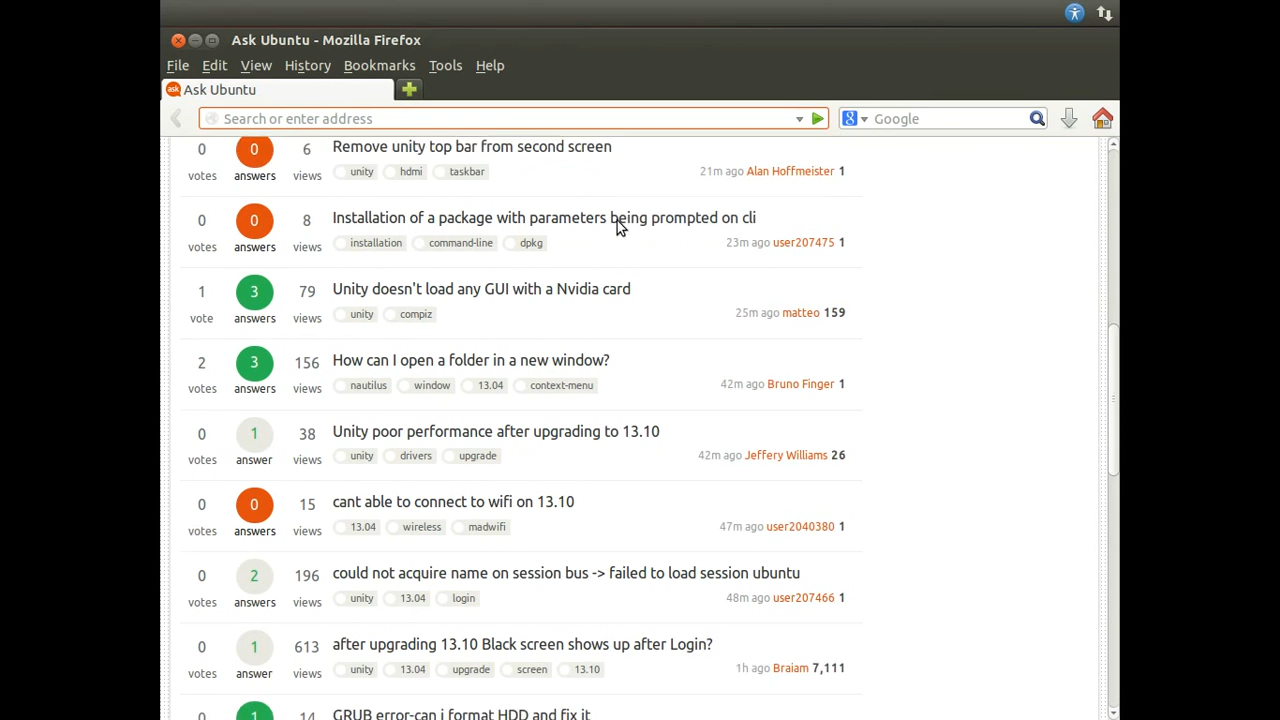 Ask Ubuntu - Mozilla Firefox
File Edit View History Bookmarks Tools Help
ask Ubuntu
Search or enter address
8 Google
0 0 6 Remove unity top bar from second screen
votes answers views unity hdmi taskbar 21m ago Alan Hoffmeister 1
0 0 8 Installation of a package with parameters being prompted on cli
votes answers views installation command-line dpkg 23m ago user207475 1
1 3 79 Unity doesn't load any GUI with a Nvidia card
vote answers views unity compiz 25m ago matteo 159
2 3 156 How can I open a folder in a new window?
votes answers views nautilus window 13.04 context-menu 42m ago Bruno Finger 1
0 1 38 Unity poor performance after upgrading to 13.10
votes answer views unity drivers upgrade 42m ago Jeffery Williams 26
0 0 15 cant able to connect to wifi on 13.10
votes answers views 13.04 wireless madwifi 47m ago user2040380 1
0 2 196 could not acquire name on session bus -> failed to load session ubuntu
votes answers views unity 13.04 login 48m ago user207466 1
0 1 613 after upgrading 13.10 Black screen shows up after Login?
votes answer views unity 13.04 upgrade screen 13.10 1h ago Braiam 7,111
0 1 14 GRUB error-can i format HDD and fix it